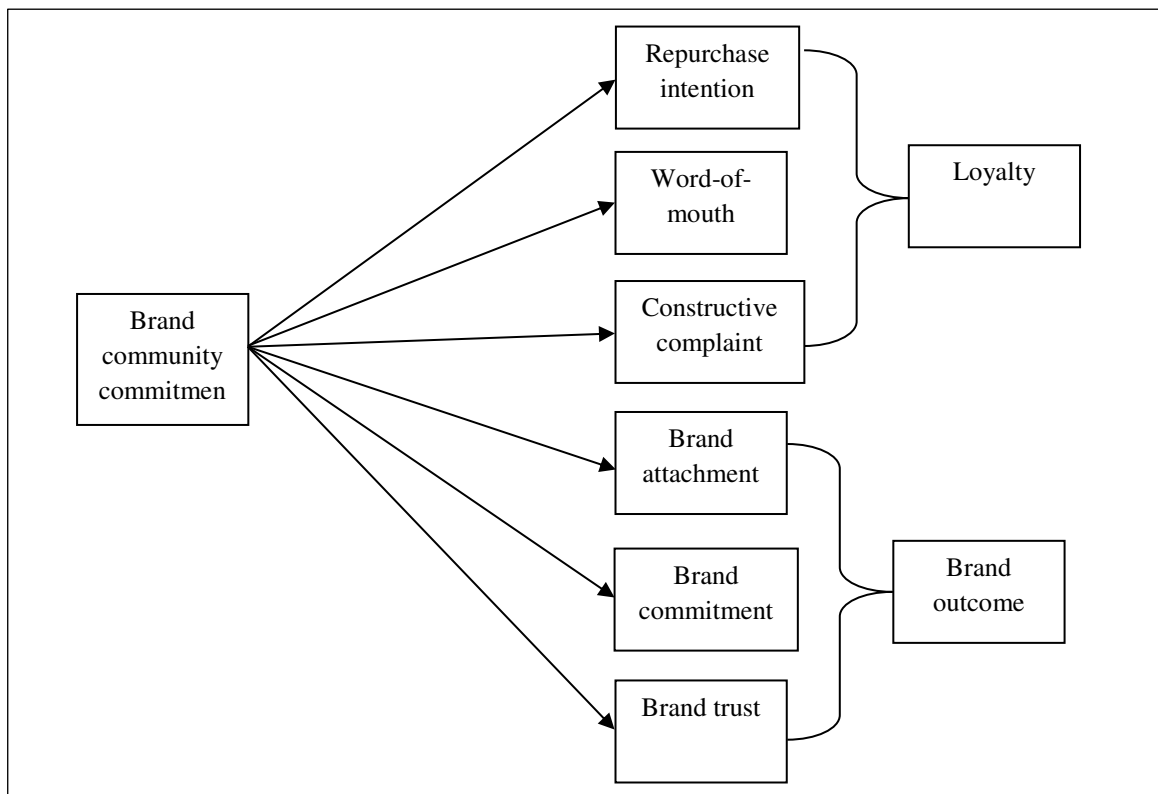 Repurchase
intention
Word-of-
mouth
Loyalty
Constructive
complaint
Brand
community
commitmen
Brand
attachment
Brand
commitment
Brand
outcome
Brand trust